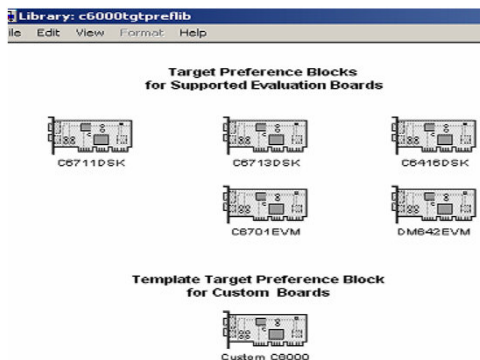 Library: c6000tgtpreflib
ile Edit View Format Help
Target Preference Blocks
for Supported Evaluation Boards
C6711DSK C6713DSK C6416DSK
C6701EVM DM642EVM
Template Target Preference Block
for Custom Boards
Custom C6000